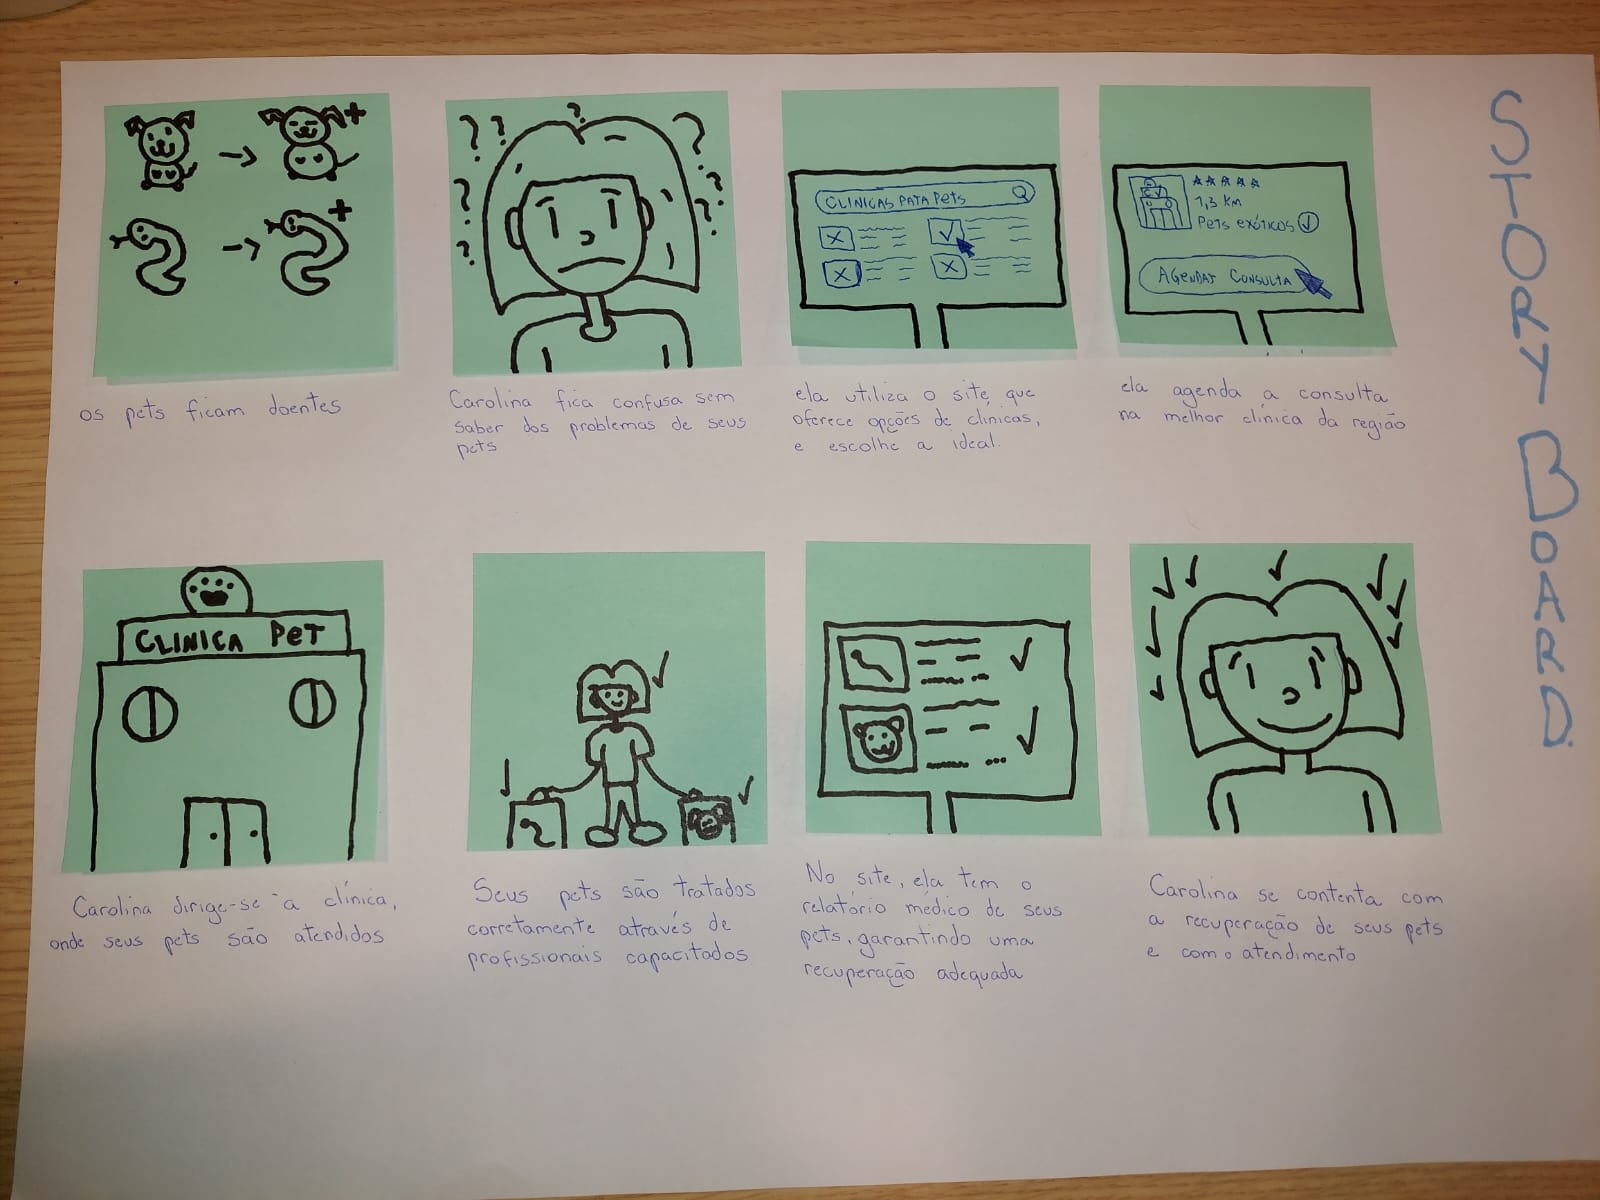 STORY BOARD
os pets ficam doentes
Carolina fica confusa sem
saber dos problemas de seus
pets
CLINICAS PATA Pets
ela utiliza o site que
oferece opções de clínicas,
e escolhe a ideal.
1,3 KM
Pets exóticos
AGENDAR CONSULTA
ela agenda a consulta
na melhor clínica da região
CLINICA PET
Carolina dirige-se à clínica,
onde seus pets são atendidos
Seus pets são tratados
corretamente através de
profissionais capacitados
No site, ela tem o
relatório médico de seus
pets, garantindo uma
recuperação adequada
Carolina se contenta com
a recuperação de seus pets
e com o atendimento